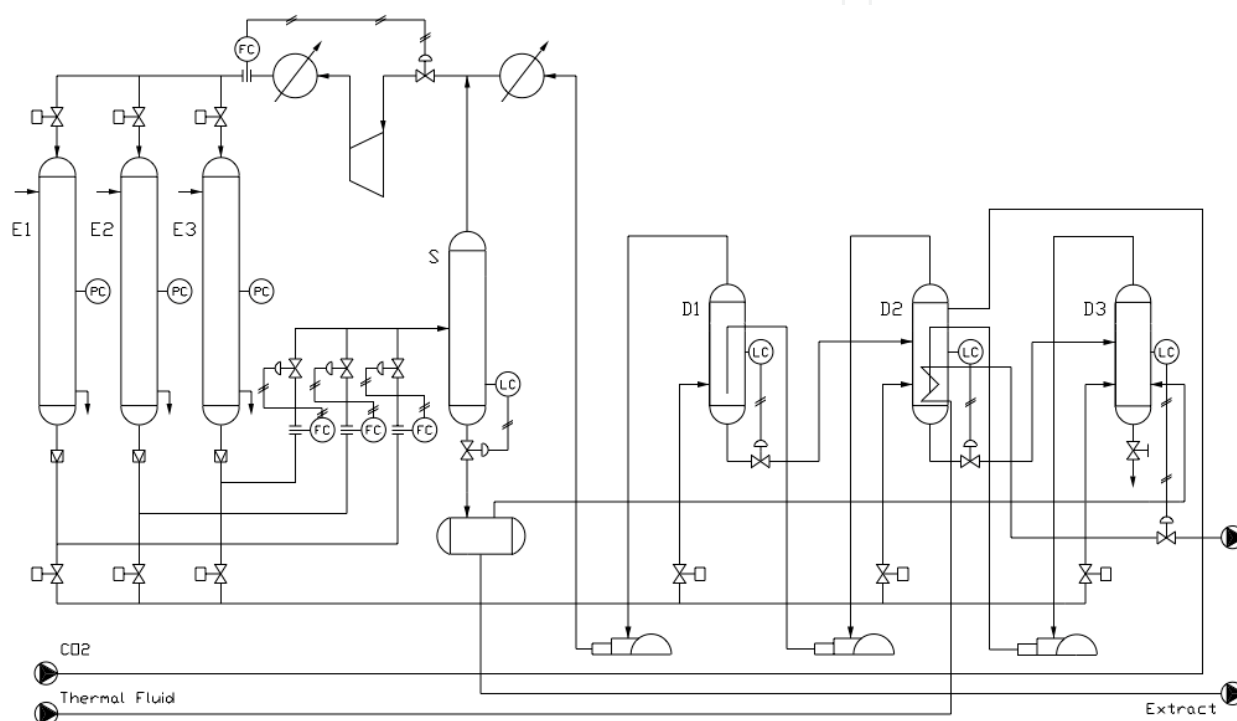 FC
E1
E2
E3
S
PC
PC
PC
D1
D2
D3
LC
LC
LC
LC
FC
FC
FC
CO2
Thermal Fluid
Extract